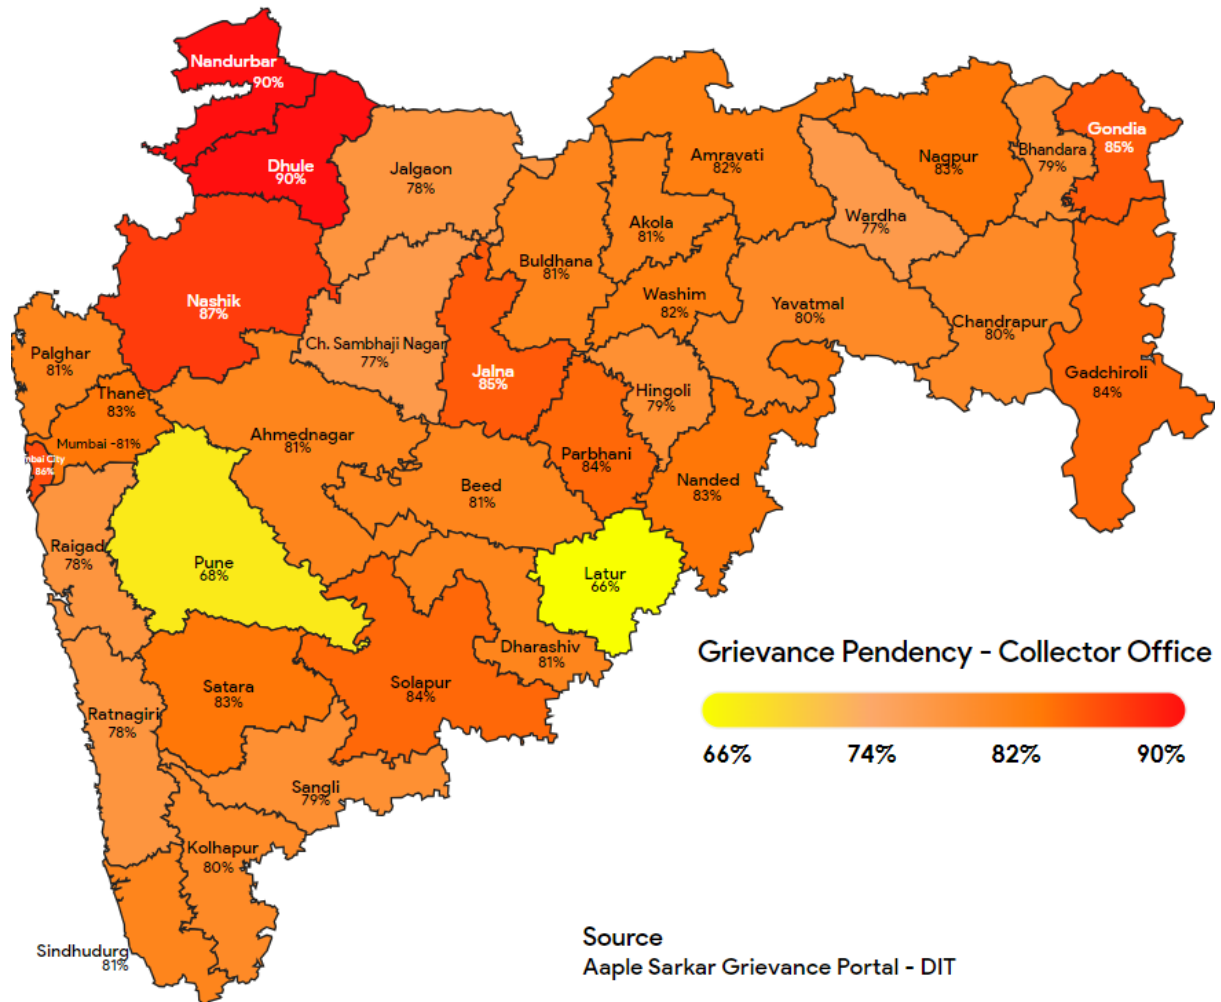 Nandurbar
90%
Dhule
90%
Jalgaon
78%
Amravati
82%
Nagpur
83%
Bhandara
79%
Gondia
85%
Akola
81%
Wardha
77%
Buldhana
81%
Nashik
87%
Washim
82%
Yavatmal
80%
Chandrapur
80%
Ch. Sambhaji Nagar
77%
Palghar
81%
Jalna
85%
Hingoli
79%
Gadchiroli
84%
Thane
83%
Ahmednagar
81%
Mumbai -81%
City
86%
Parbhani
84%
Beed
81%
Nanded
83%
Raigad
78%
Pune
68%
Latur
66%
Dharashiv
81%
Grievance Pendency - Collector Office
66% 74% 82% 90%
Satara
83%
Solapur
84%
Ratnagiri
78%
Sangli
79%
Kolhapur
80%
Sindhudurg
81%
Source
Aaple Sarkar Grievance Portal - DIT